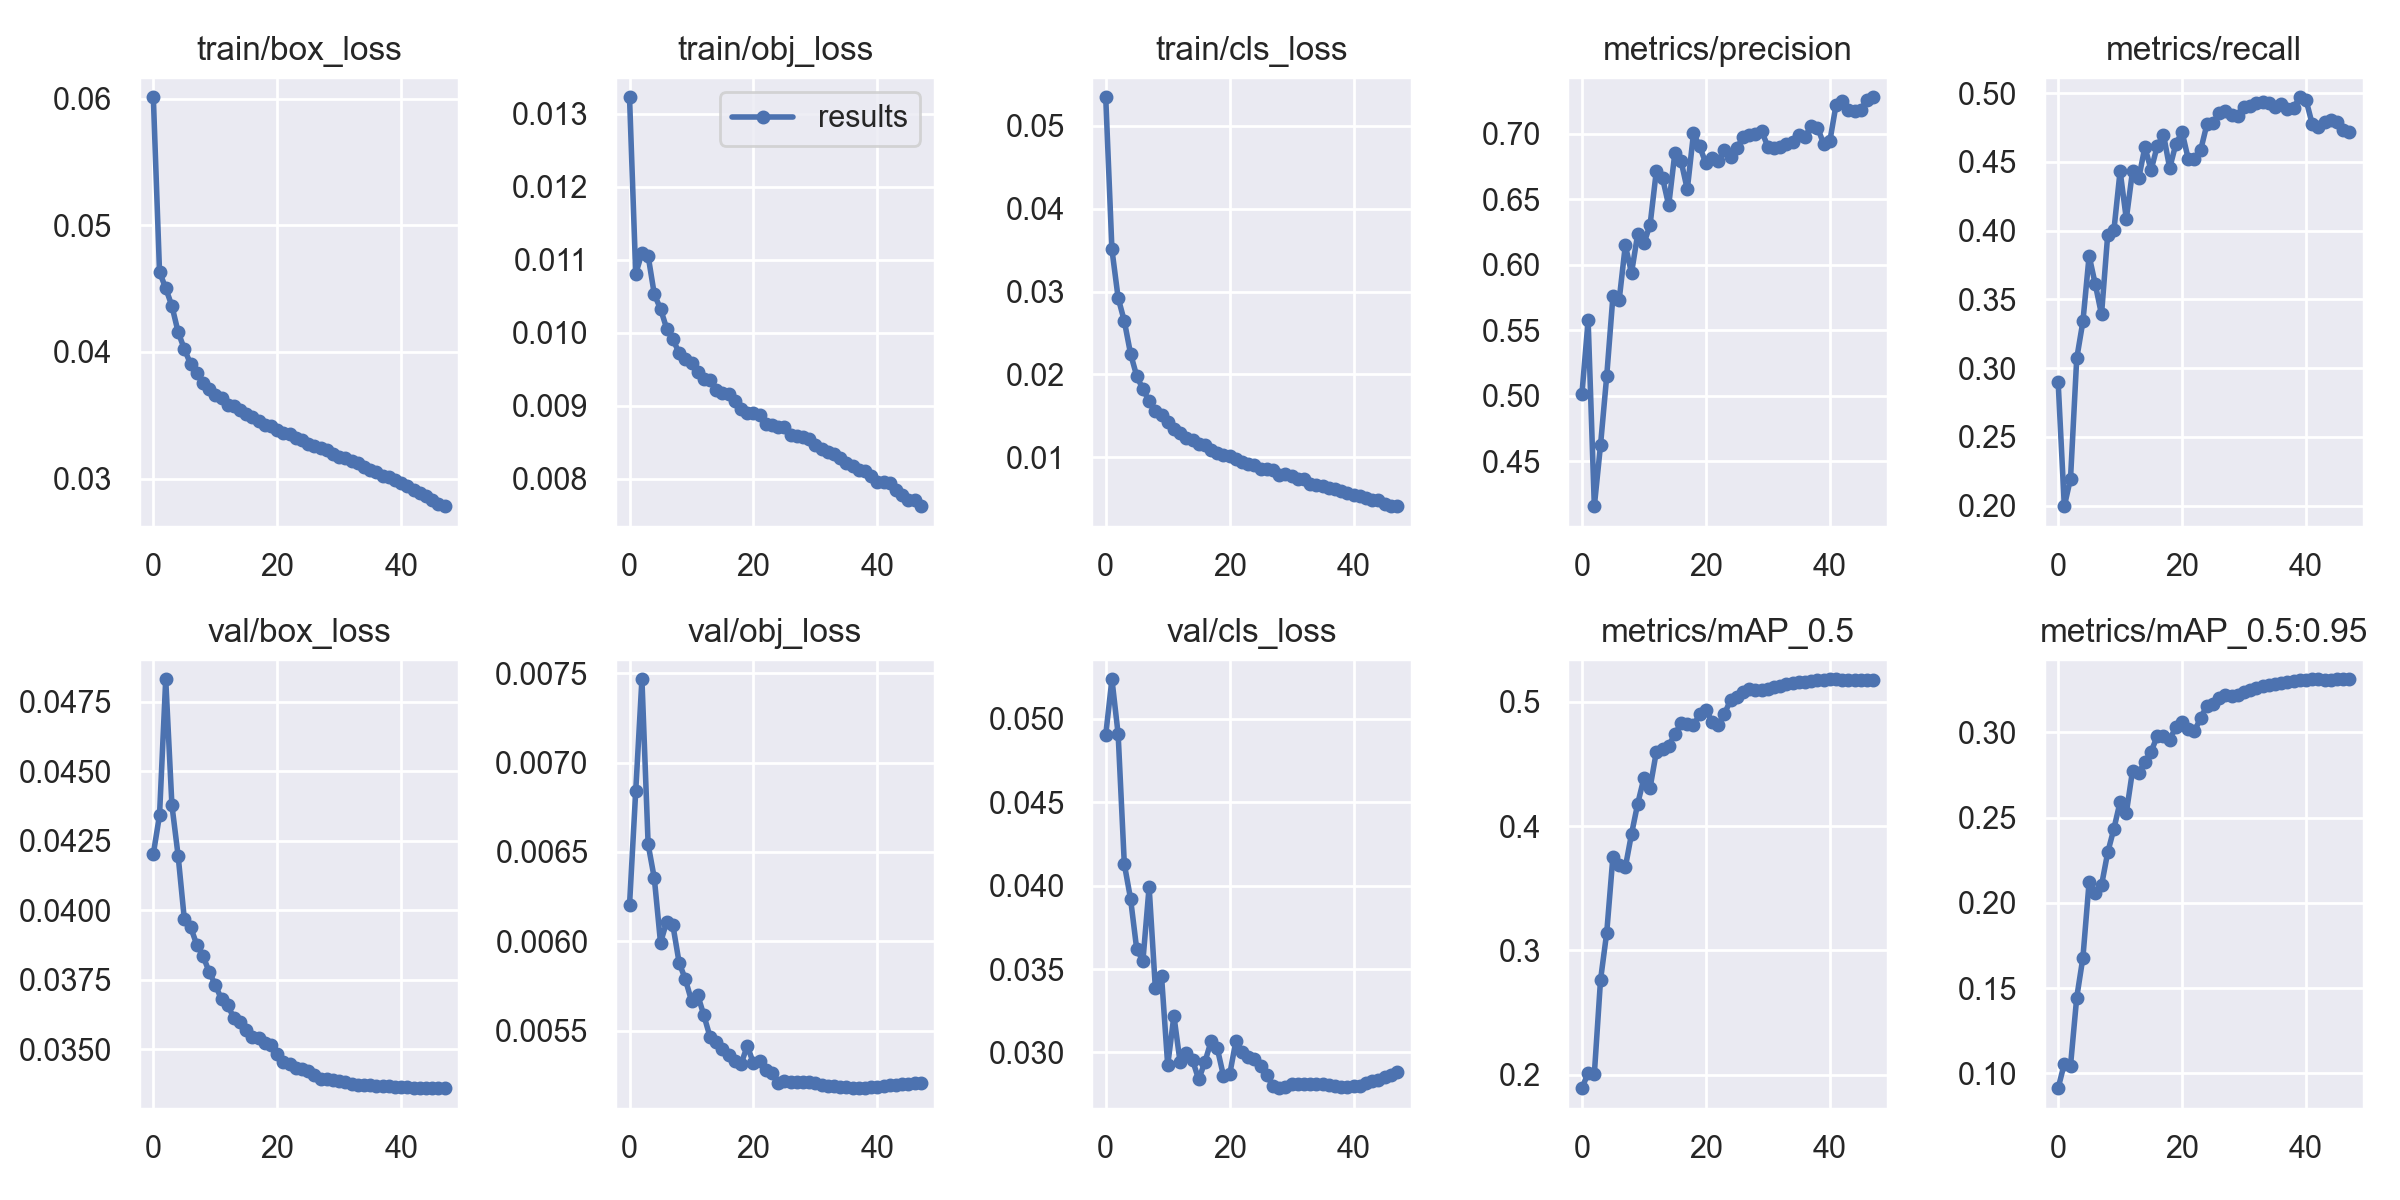 train/box_loss
0.06
0.05
0.04
0.03
0 20 40
train/obj_loss
results
0.013
0.012
0.011
0.010
0.009
0.008
0 20 40
train/cls_loss
0.05
0.04
0.03
0.02
0.01
0 20 40
metrics/precision
0.70
0.65
0.60
0.55
0.50
0.45
0 20 40
metrics/recall
0.50
0.45
0.40
0.35
0.30
0.25
0.20
0 20 40
val/box_loss
0.0475
0.0450
0.0425
0.0400
0.0375
0.0350
0 20 40
val/obj_loss
0.0075
0.0070
0.0065
0.0060
0.0055
0 20 40
val/cls_loss
0.050
0.045
0.040
0.035
0.030
0 20 40
metrics/mAP_0.5
0.5
0.4
0.3
0.2
0 20 40
metrics/mAP_0.5:0.95
0.30
0.25
0.20
0.15
0.10
0 20 40